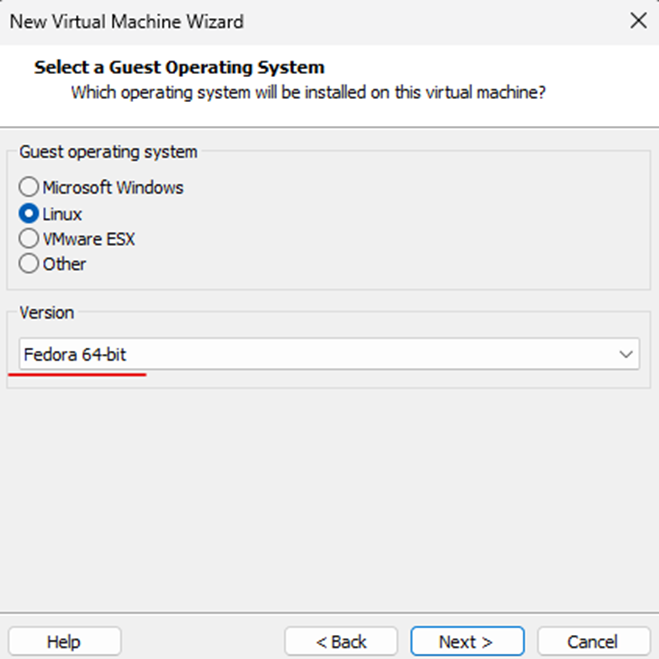 New Virtual Machine Wizard
Select a Guest Operating System
Which operating system will be installed on this virtual machine?
Guest operating system
Microsoft Windows
Linux
VMware ESX
Other
Version
Fedora 64-bit
Help
< Back
Next >
Cancel